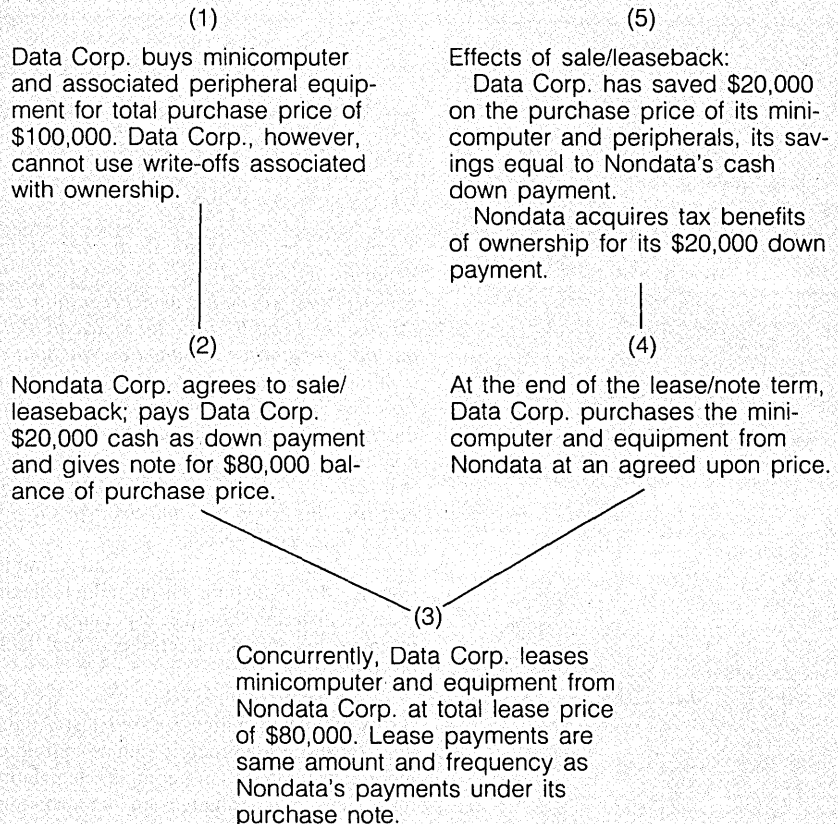 (1)
Data Corp. buys minicomputer
and associated peripheral equip-
ment for total purchase price of
$100,000. Data Corp., however,
cannot use write-offs associated
with ownership.
(2)
Nondata Corp. agrees to sale/
leaseback; pays Data Corp.
$20,000 cash as down payment
and gives note for $80,000 bal-
ance of purchase price.
(3)
Concurrently, Data Corp. leases
minicomputer and equipment from
Nondata Corp. at total lease price
of $80,000. Lease payments are
same amount and frequency as
Nondata's payments under its
purchase note.
(4)
At the end of the lease/note term,
Data Corp. purchases the mini-
computer and equipment from
Nondata at an agreed upon price.
(5)
Effects of sale/leaseback:
Data Corp. has saved $20,000
on the purchase price of its mini-
computer and peripherals, its sav-
ings equal to Nondata's cash
down payment.
Nondata acquires tax benefits
of ownership for its $20,000 down
payment.